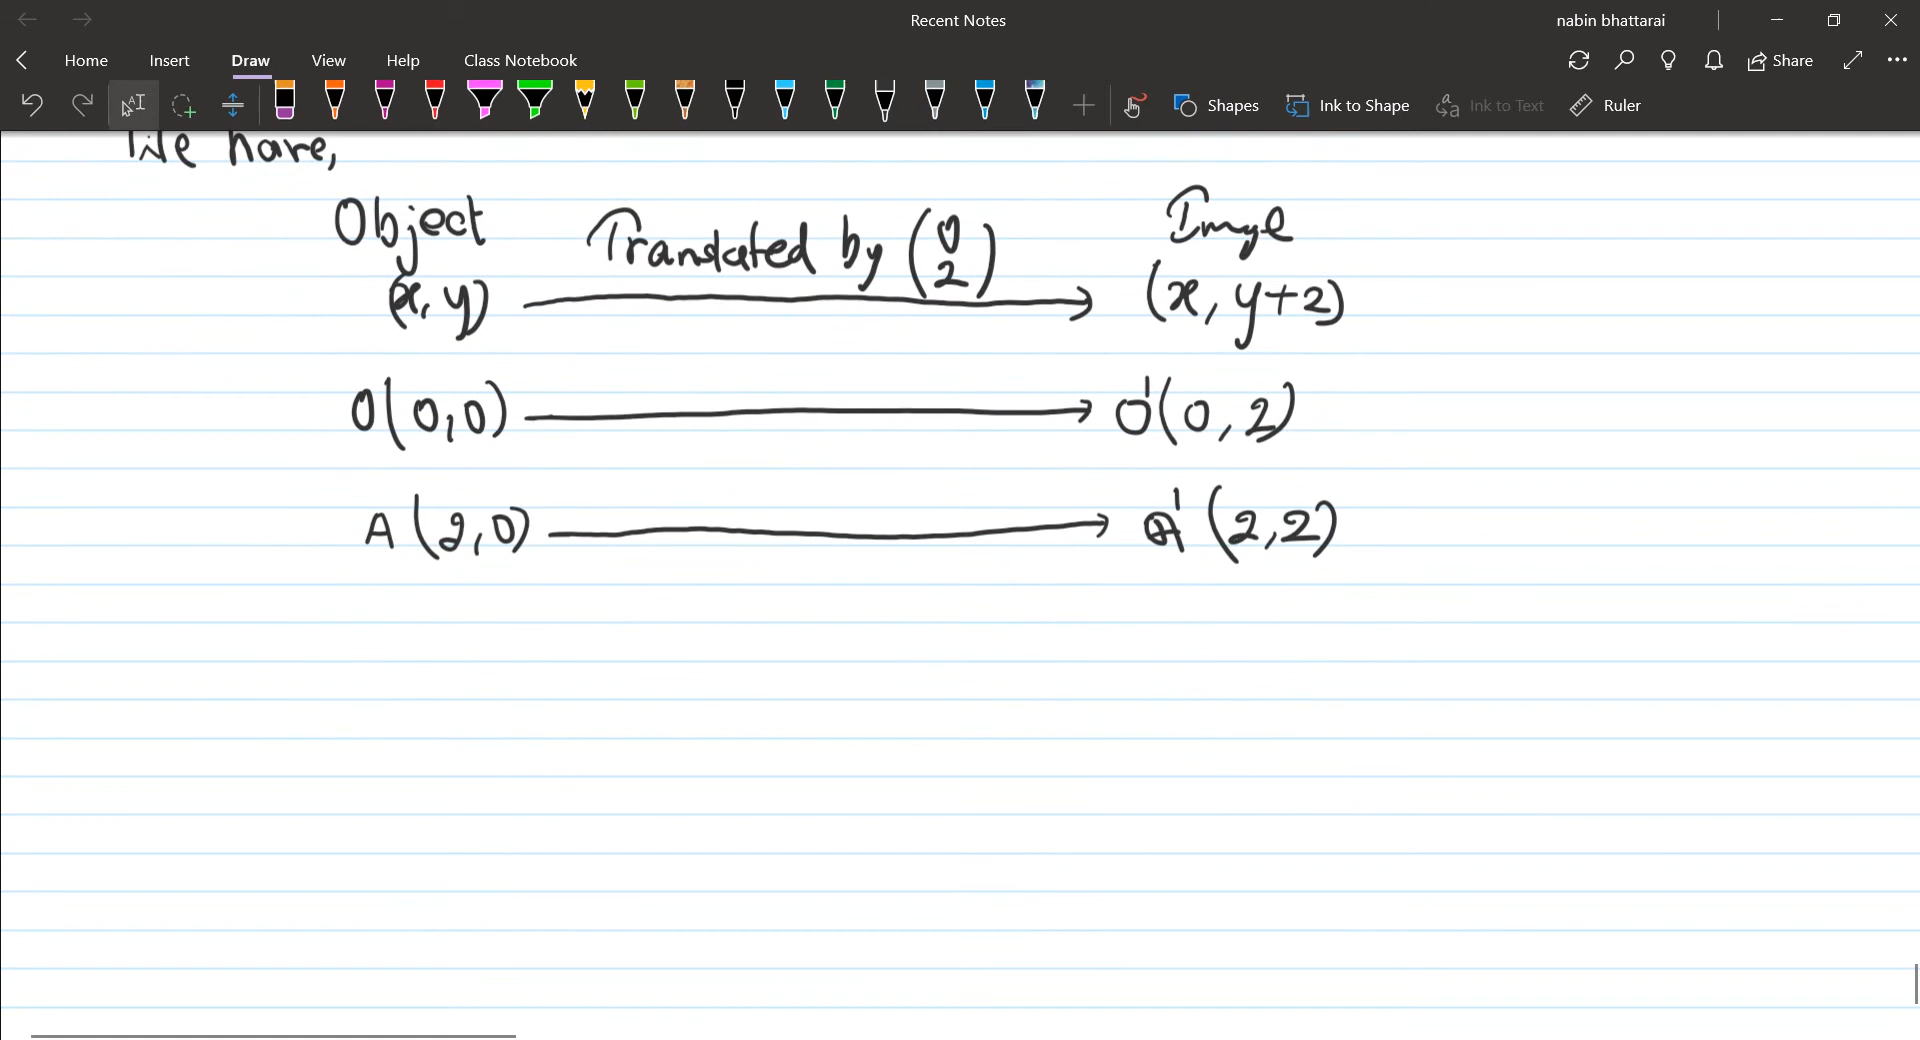 Recent Notes
nabin bhattarai
Home Insert Draw View Help Class Notebook
Share
Shapes Ink to Shape Ink to Text Ruler
We have,
Object Translated by (0 2) Image
(x, y) (x, y+2)
O(0,0) O'(0,2)
A(2,0) A'(2,2)